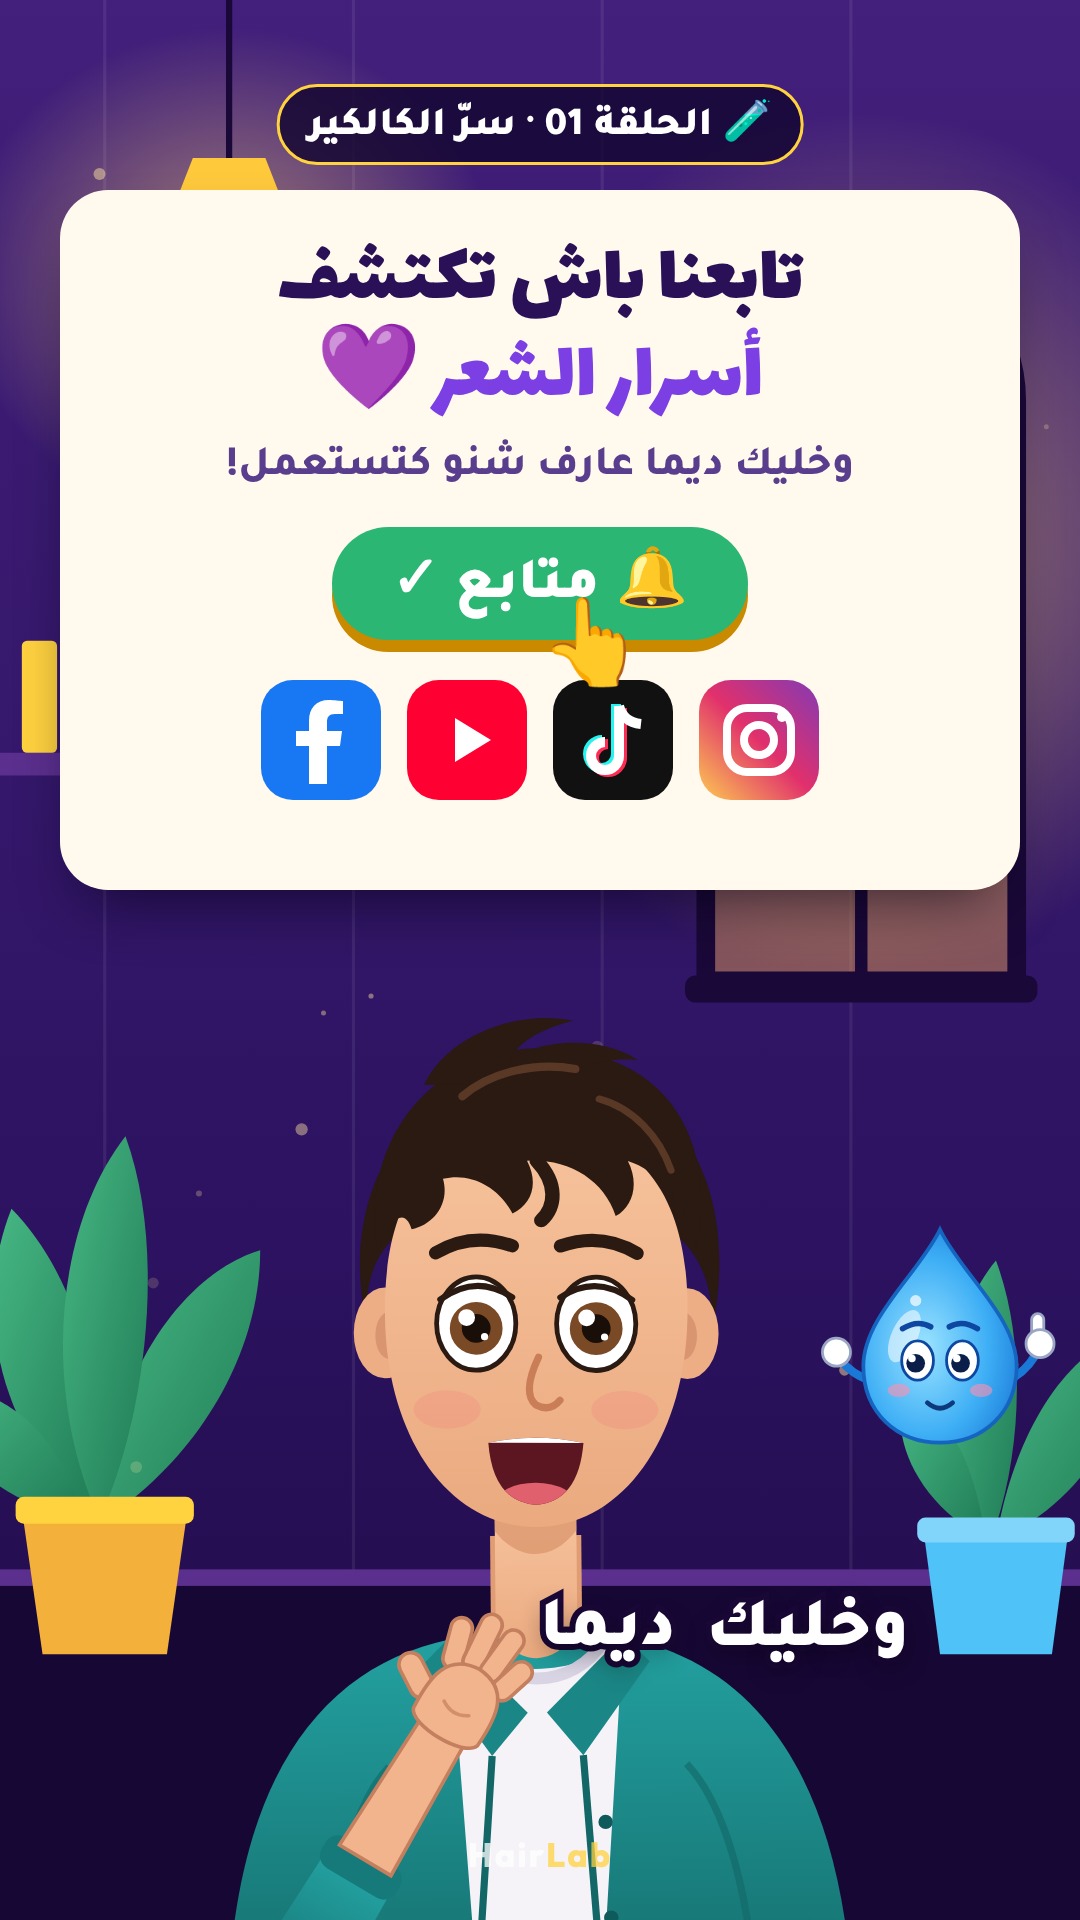 الحلقة 01 · سرّ الكالكير
تابعنا باش تكتشف
أسرار الشعر
وخليك ديما عارف شنو كتستعمل!
متابع ✓
وخليك ديما
HairLab